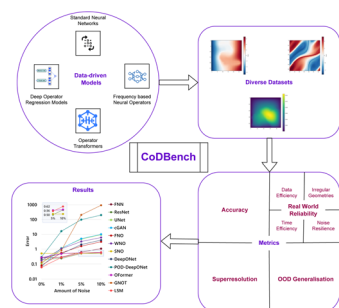 Standard Neural
Networks
Data-driven
Models
Deep Operator
Regression Models
Frequency based
Neural Operators
Operator
Transformers
Diverse Datasets
CoDBench
Results
Error
1000
100
10
1
0.1
0.01
0%
1%
5%
10%
Amount of Noise
FNN
ResNet
UNet
cGAN
FNO
WNO
SNO
DeepONet
POD-DeepONet
OFormer
GNOT
LSM
Accuracy
Data
Efficiency
Irregular
Geometries
Real World
Reliability
Time
Efficiency
Noise
Resilience
Metrics
Superresolution
OOD Generalisation